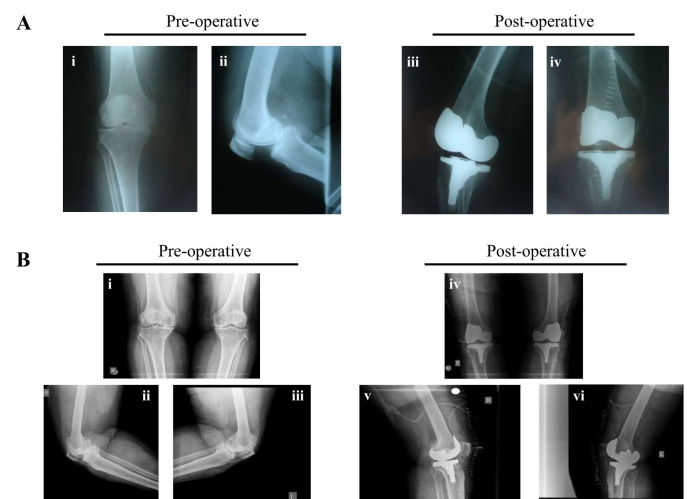 A
Pre-operative
Post-operative
i
ii
iii
iv
B
Pre-operative
Post-operative
i
iv
ii
iii
v
vi